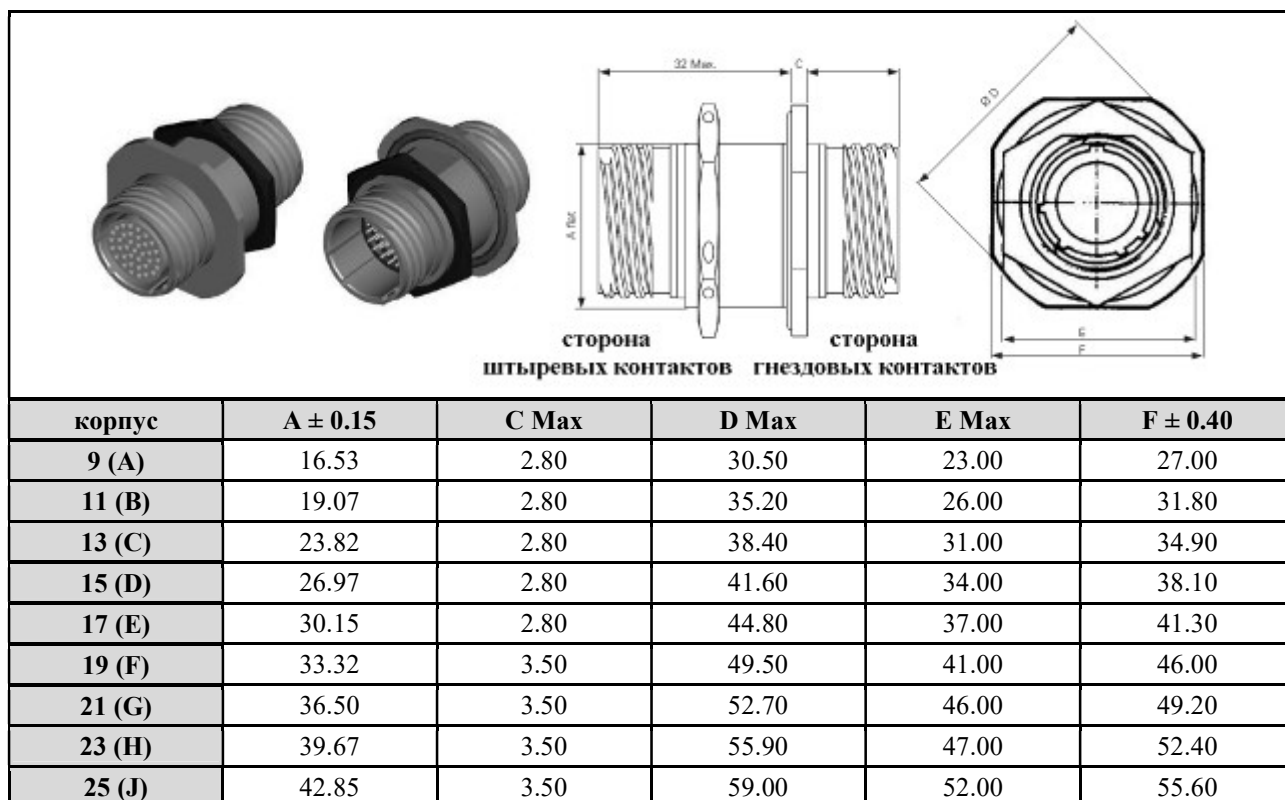 32 Max. C
Ø D
A flat
сторона сторона
штыревых контактов гнездовых контактов
E
F
корпус A ± 0.15 C Max D Max E Max F ± 0.40
9 (A) 16.53 2.80 30.50 23.00 27.00
11 (B) 19.07 2.80 35.20 26.00 31.80
13 (C) 23.82 2.80 38.40 31.00 34.90
15 (D) 26.97 2.80 41.60 34.00 38.10
17 (E) 30.15 2.80 44.80 37.00 41.30
19 (F) 33.32 3.50 49.50 41.00 46.00
21 (G) 36.50 3.50 52.70 46.00 49.20
23 (H) 39.67 3.50 55.90 47.00 52.40
25 (J) 42.85 3.50 59.00 52.00 55.60